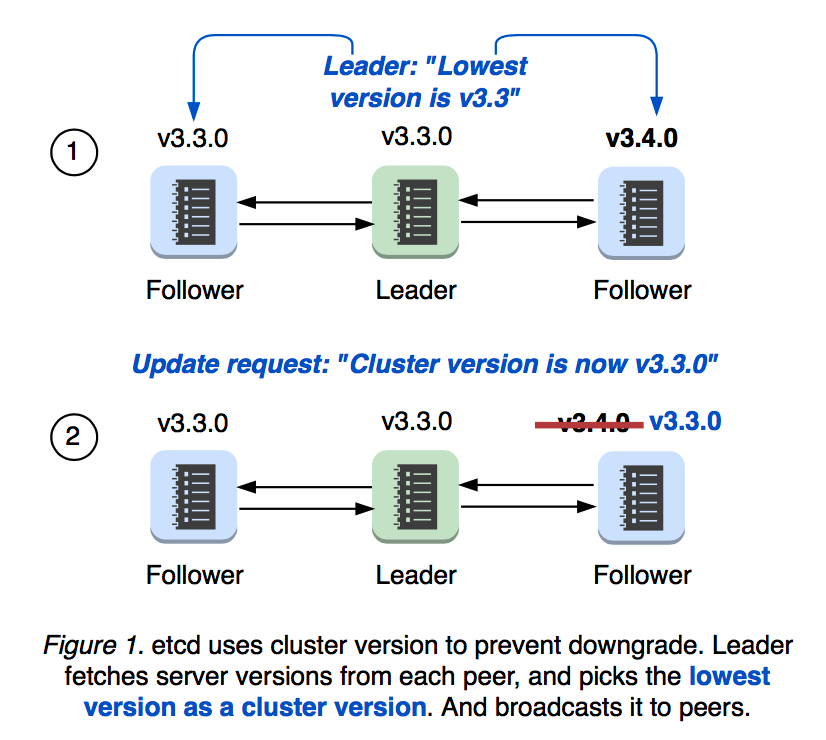 Leader: "Lowest
version is v3.3"
v3.3.0
v3.3.0
v3.4.0
1
Follower
Leader
Follower
Update request: "Cluster version is now v3.3.0"
v3.3.0
v3.3.0
v3.4.0 v3.3.0
2
Follower
Leader
Follower
Figure 1. etcd uses cluster version to prevent downgrade. Leader
fetches server versions from each peer, and picks the lowest
version as a cluster version. And broadcasts it to peers.